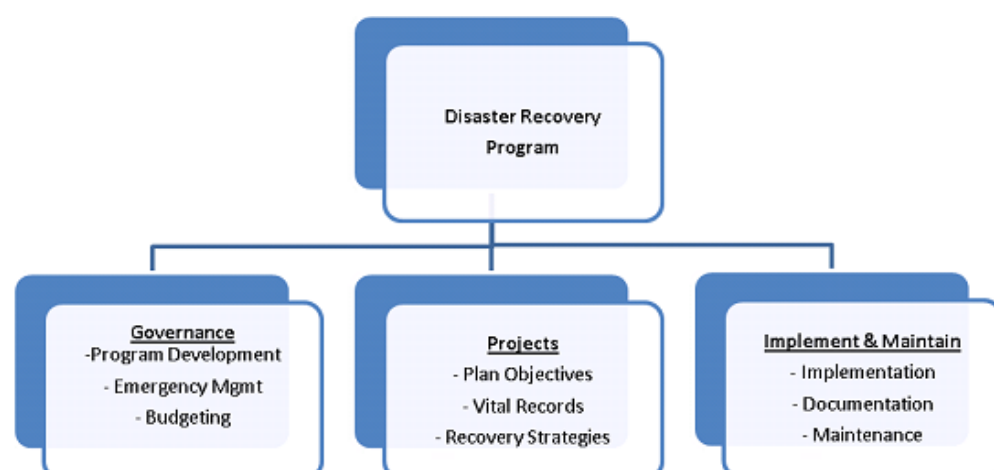 Disaster Recovery
Program
Governance
-Program Development
- Emergency Mgmt
- Budgeting
Projects
- Plan Objectives
- Vital Records
- Recovery Strategies
Implement & Maintain
- Implementation
- Documentation
- Maintenance